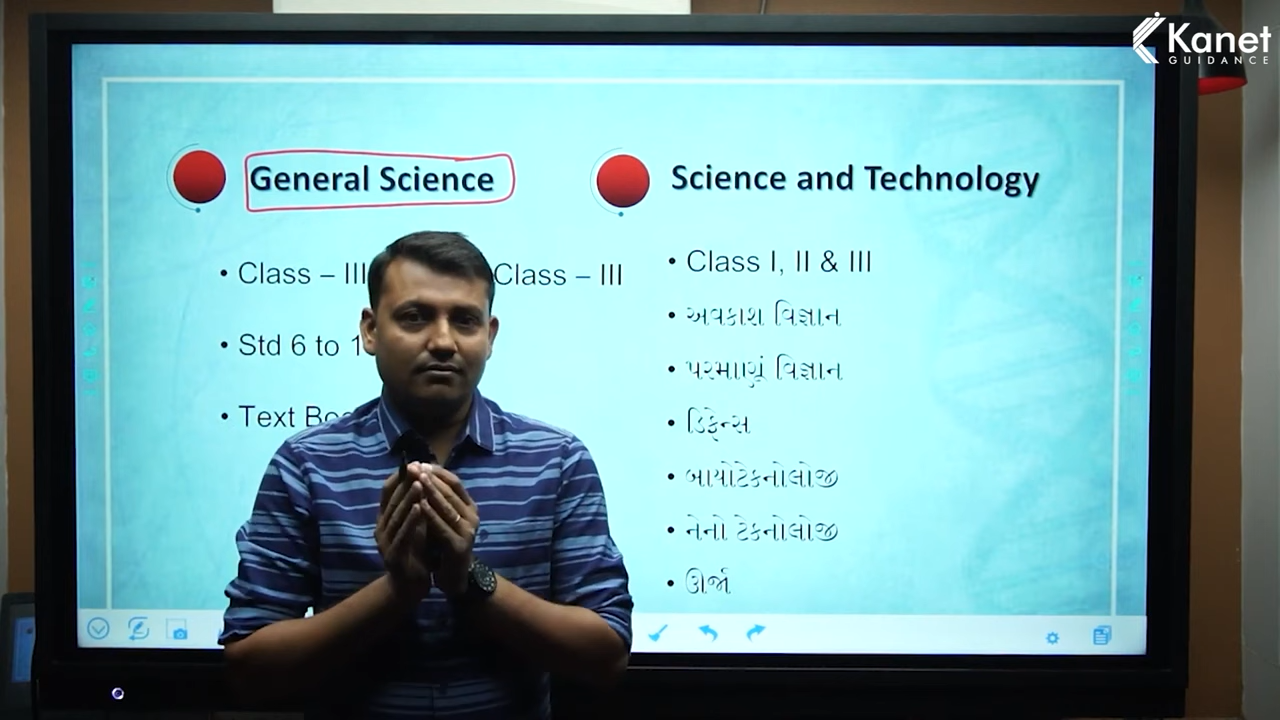 Kanet
GUIDANCE
General Science
Class – III Class – III
Std 6 to 1
Text
Science and Technology
Class I, II & III
અવકાશ વિજ્ઞાન
પરમાણું વિજ્ઞાન
ડિફેન્સ
બાયોટેકનોલોજી
નેનો ટેકનોલોજી
ઊર્જા